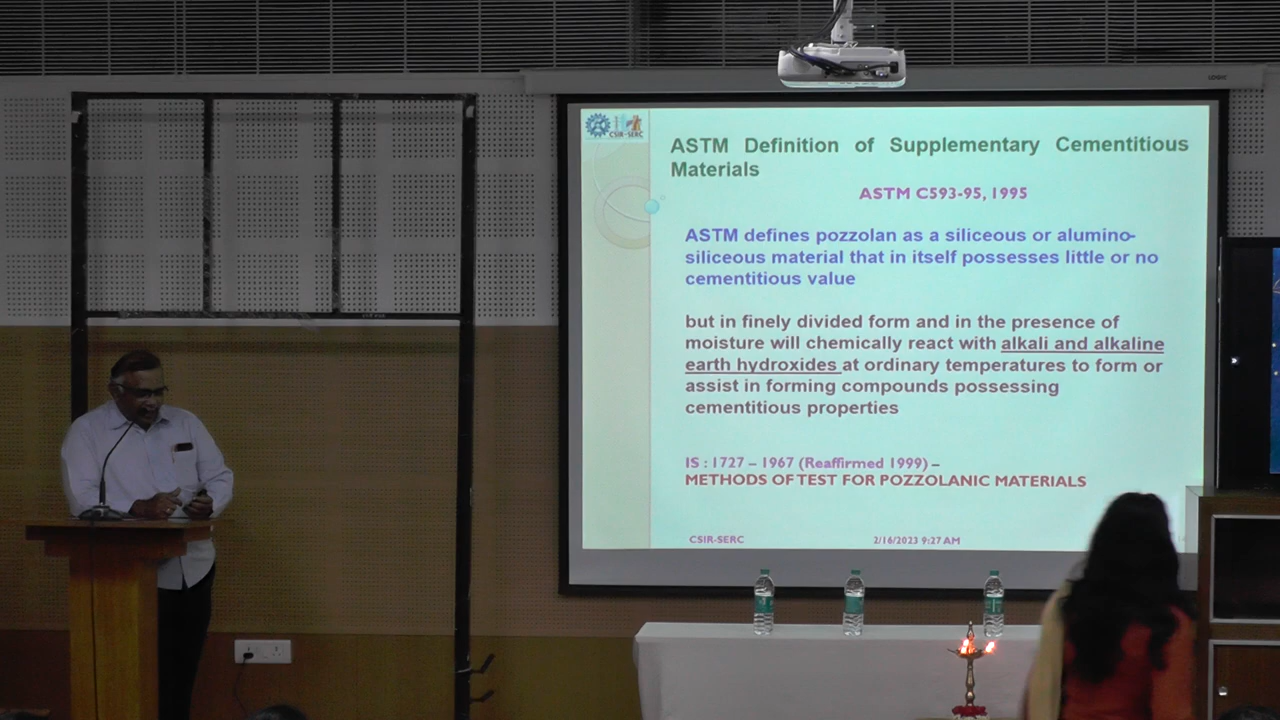 LOGIC
CSIR-SERC
ASTM Definition of Supplementary Cementitious
Materials
ASTM C593-95, 1995
ASTM defines pozzolan as a siliceous or alumino-
siliceous material that in itself possesses little or no
cementitious value
but in finely divided form and in the presence of
moisture will chemically react with alkali and alkaline
earth hydroxides at ordinary temperatures to form or
assist in forming compounds possessing
cementitious properties
IS : 1727 – 1967 (Reaffirmed 1999) –
METHODS OF TEST FOR POZZOLANIC MATERIALS
CSIR-SERC 2/16/2023 9:27 AM